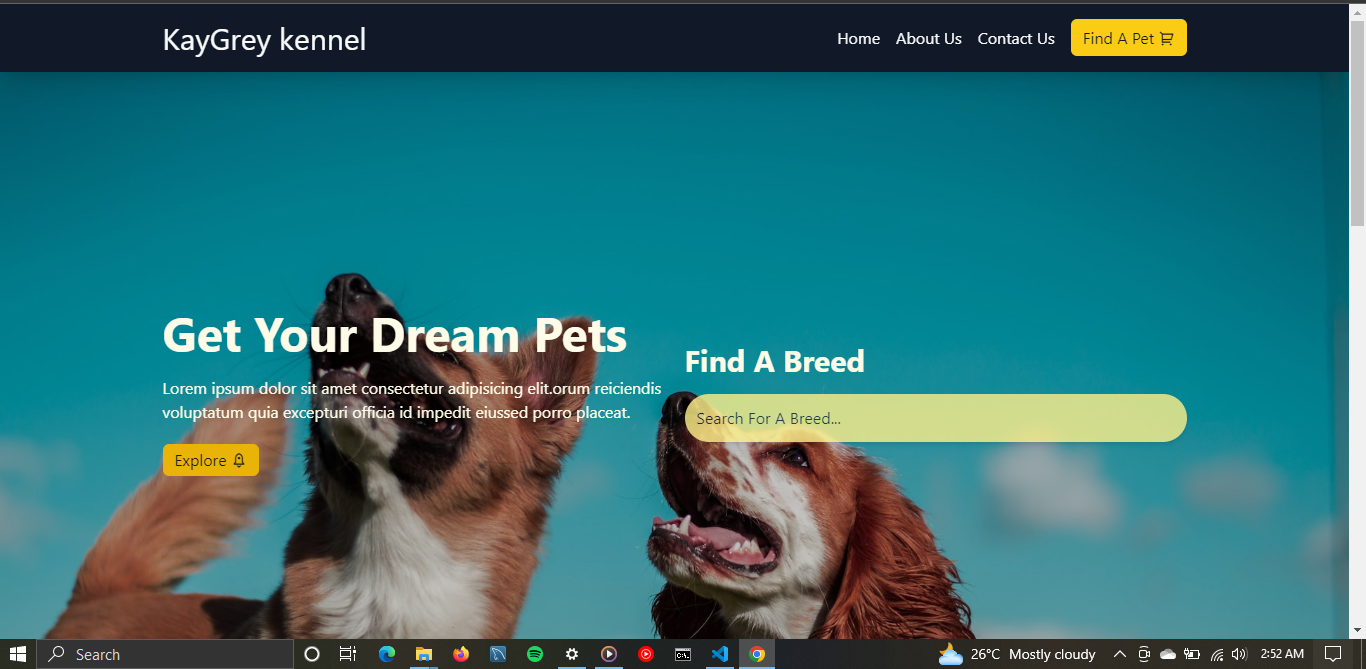 KayGrey kennel
Home About Us Contact Us Find A Pet
Get Your Dream Pets
Lorem ipsum dolor sit amet consectetur adipisicing elit.orum reiciendis
voluptatum quia excepturi officia id impedit eiussed porro placeat.
Explore
Find A Breed
Search For A Breed...
Search
26°C Mostly cloudy
2:52 AM